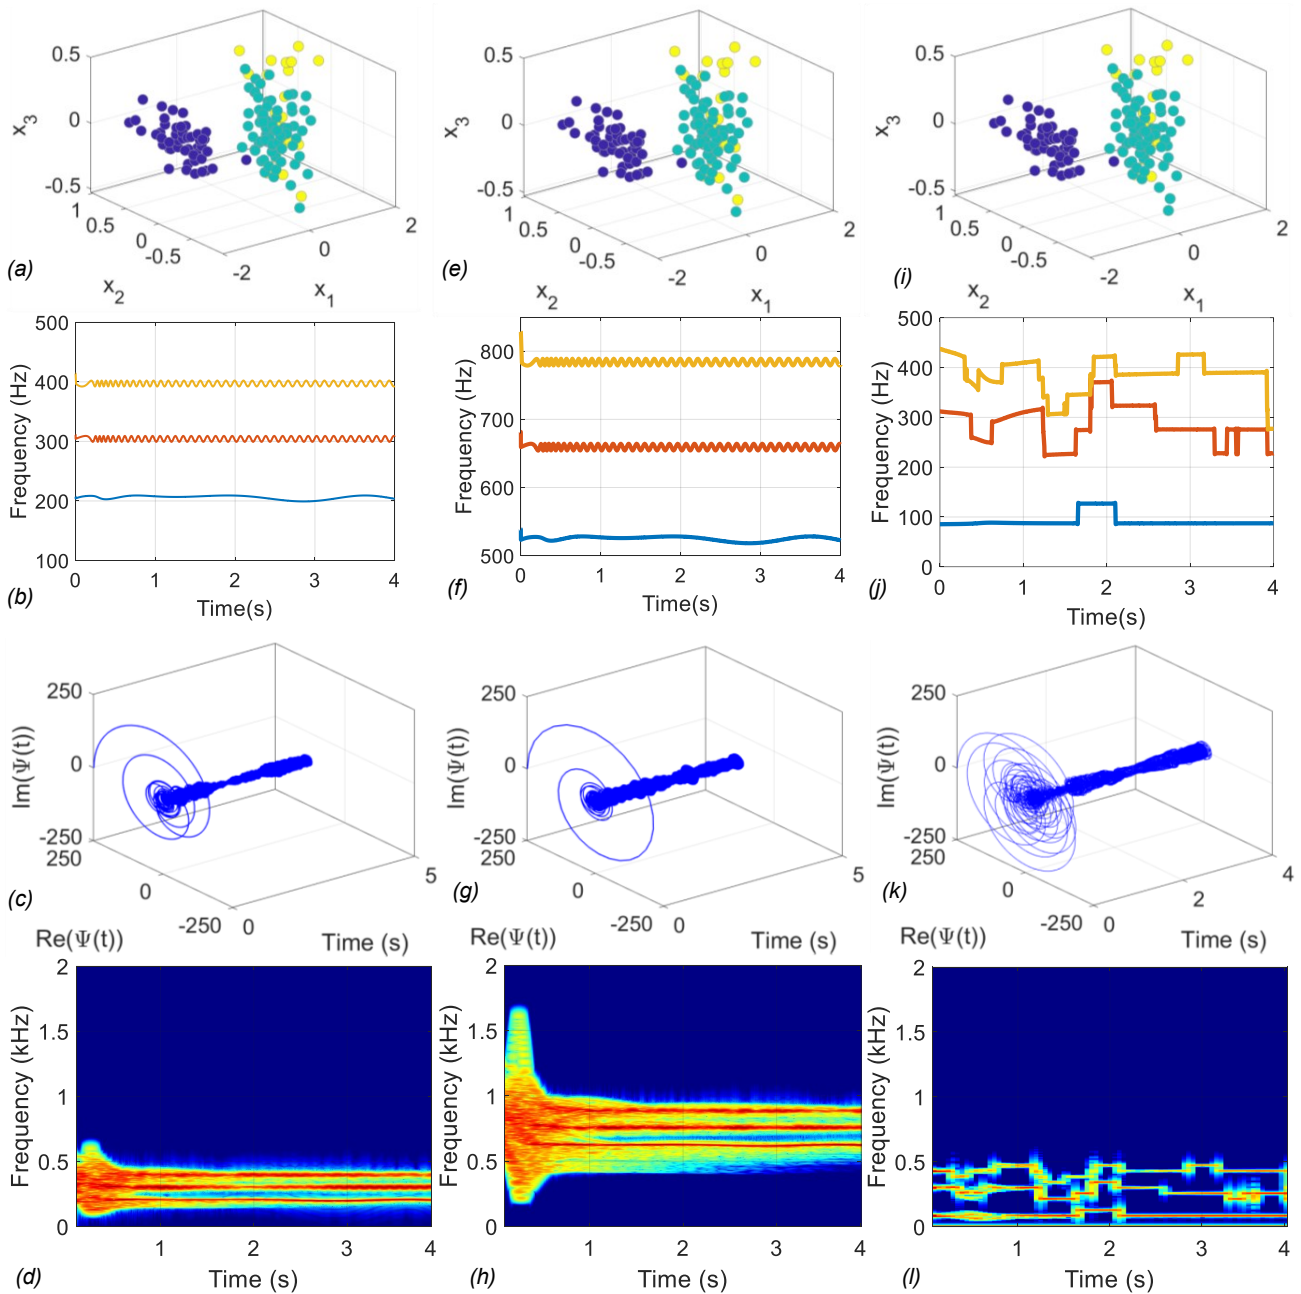 0.5
0
-0.5
x3
1
0.5
0
-0.5
-2
0
2
x2
x1
(a)
0.5
0
-0.5
x3
1
0.5
0
-0.5
-2
0
2
x2
x1
(e)
0.5
0
-0.5
x3
1
0.5
0
-0.5
-2
0
2
x2
x1
(i)
500
400
300
200
100
Frequency (Hz)
0 1 2 3 4
Time(s)
(b)
800
700
600
500
Frequency (Hz)
0 1 2 3 4
Time(s)
(f)
500
400
300
200
100
0
Frequency (Hz)
0 1 2 3 4
Time(s)
(j)
250
0
-250
Im(Ψ(t))
250
0
-250
0
5
Re(Ψ(t))
Time (s)
(c)
250
0
-250
Im(Ψ(t))
250
0
-250
0
5
Re(Ψ(t))
Time (s)
(g)
250
0
-250
Im(Ψ(t))
250
0
-250
0
2
4
Re(Ψ(t))
Time (s)
(k)
2
1.5
1
0.5
0
Frequency (kHz)
1 2 3 4
Time (s)
(d)
2
1.5
1
0.5
0
Frequency (kHz)
1 2 3 4
Time (s)
(h)
2
1.5
1
0.5
0
Frequency (kHz)
1 2 3 4
Time (s)
(l)